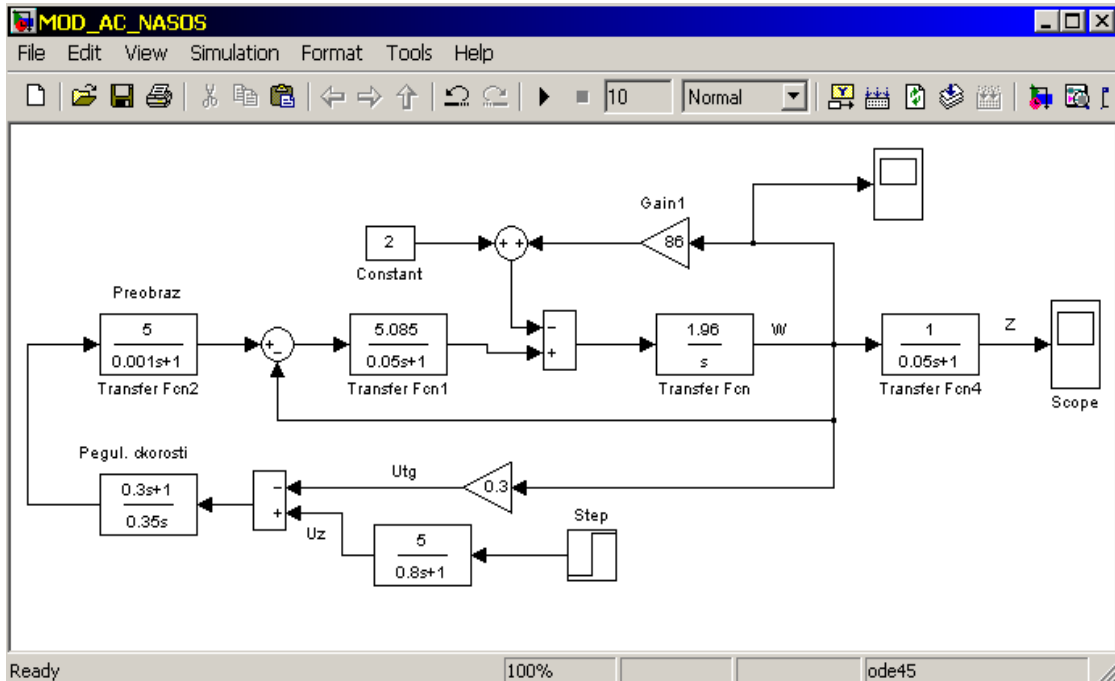 MOD_AC_NASOS
File Edit View Simulation Format Tools Help
10 Normal
Gain1
86
2
Constant
Preobraz
5
0.001s+1
Transfer Fcn2
5.085
0.05s+1
Transfer Fcn1
1.96
s
Transfer Fcn
W
1
0.05s+1
Transfer Fcn4
Z
Scope
Pegul. ckorosti
0.3s+1
0.35s
Utg
0.3
Uz
5
0.8s+1
Step
Ready 100% ode45